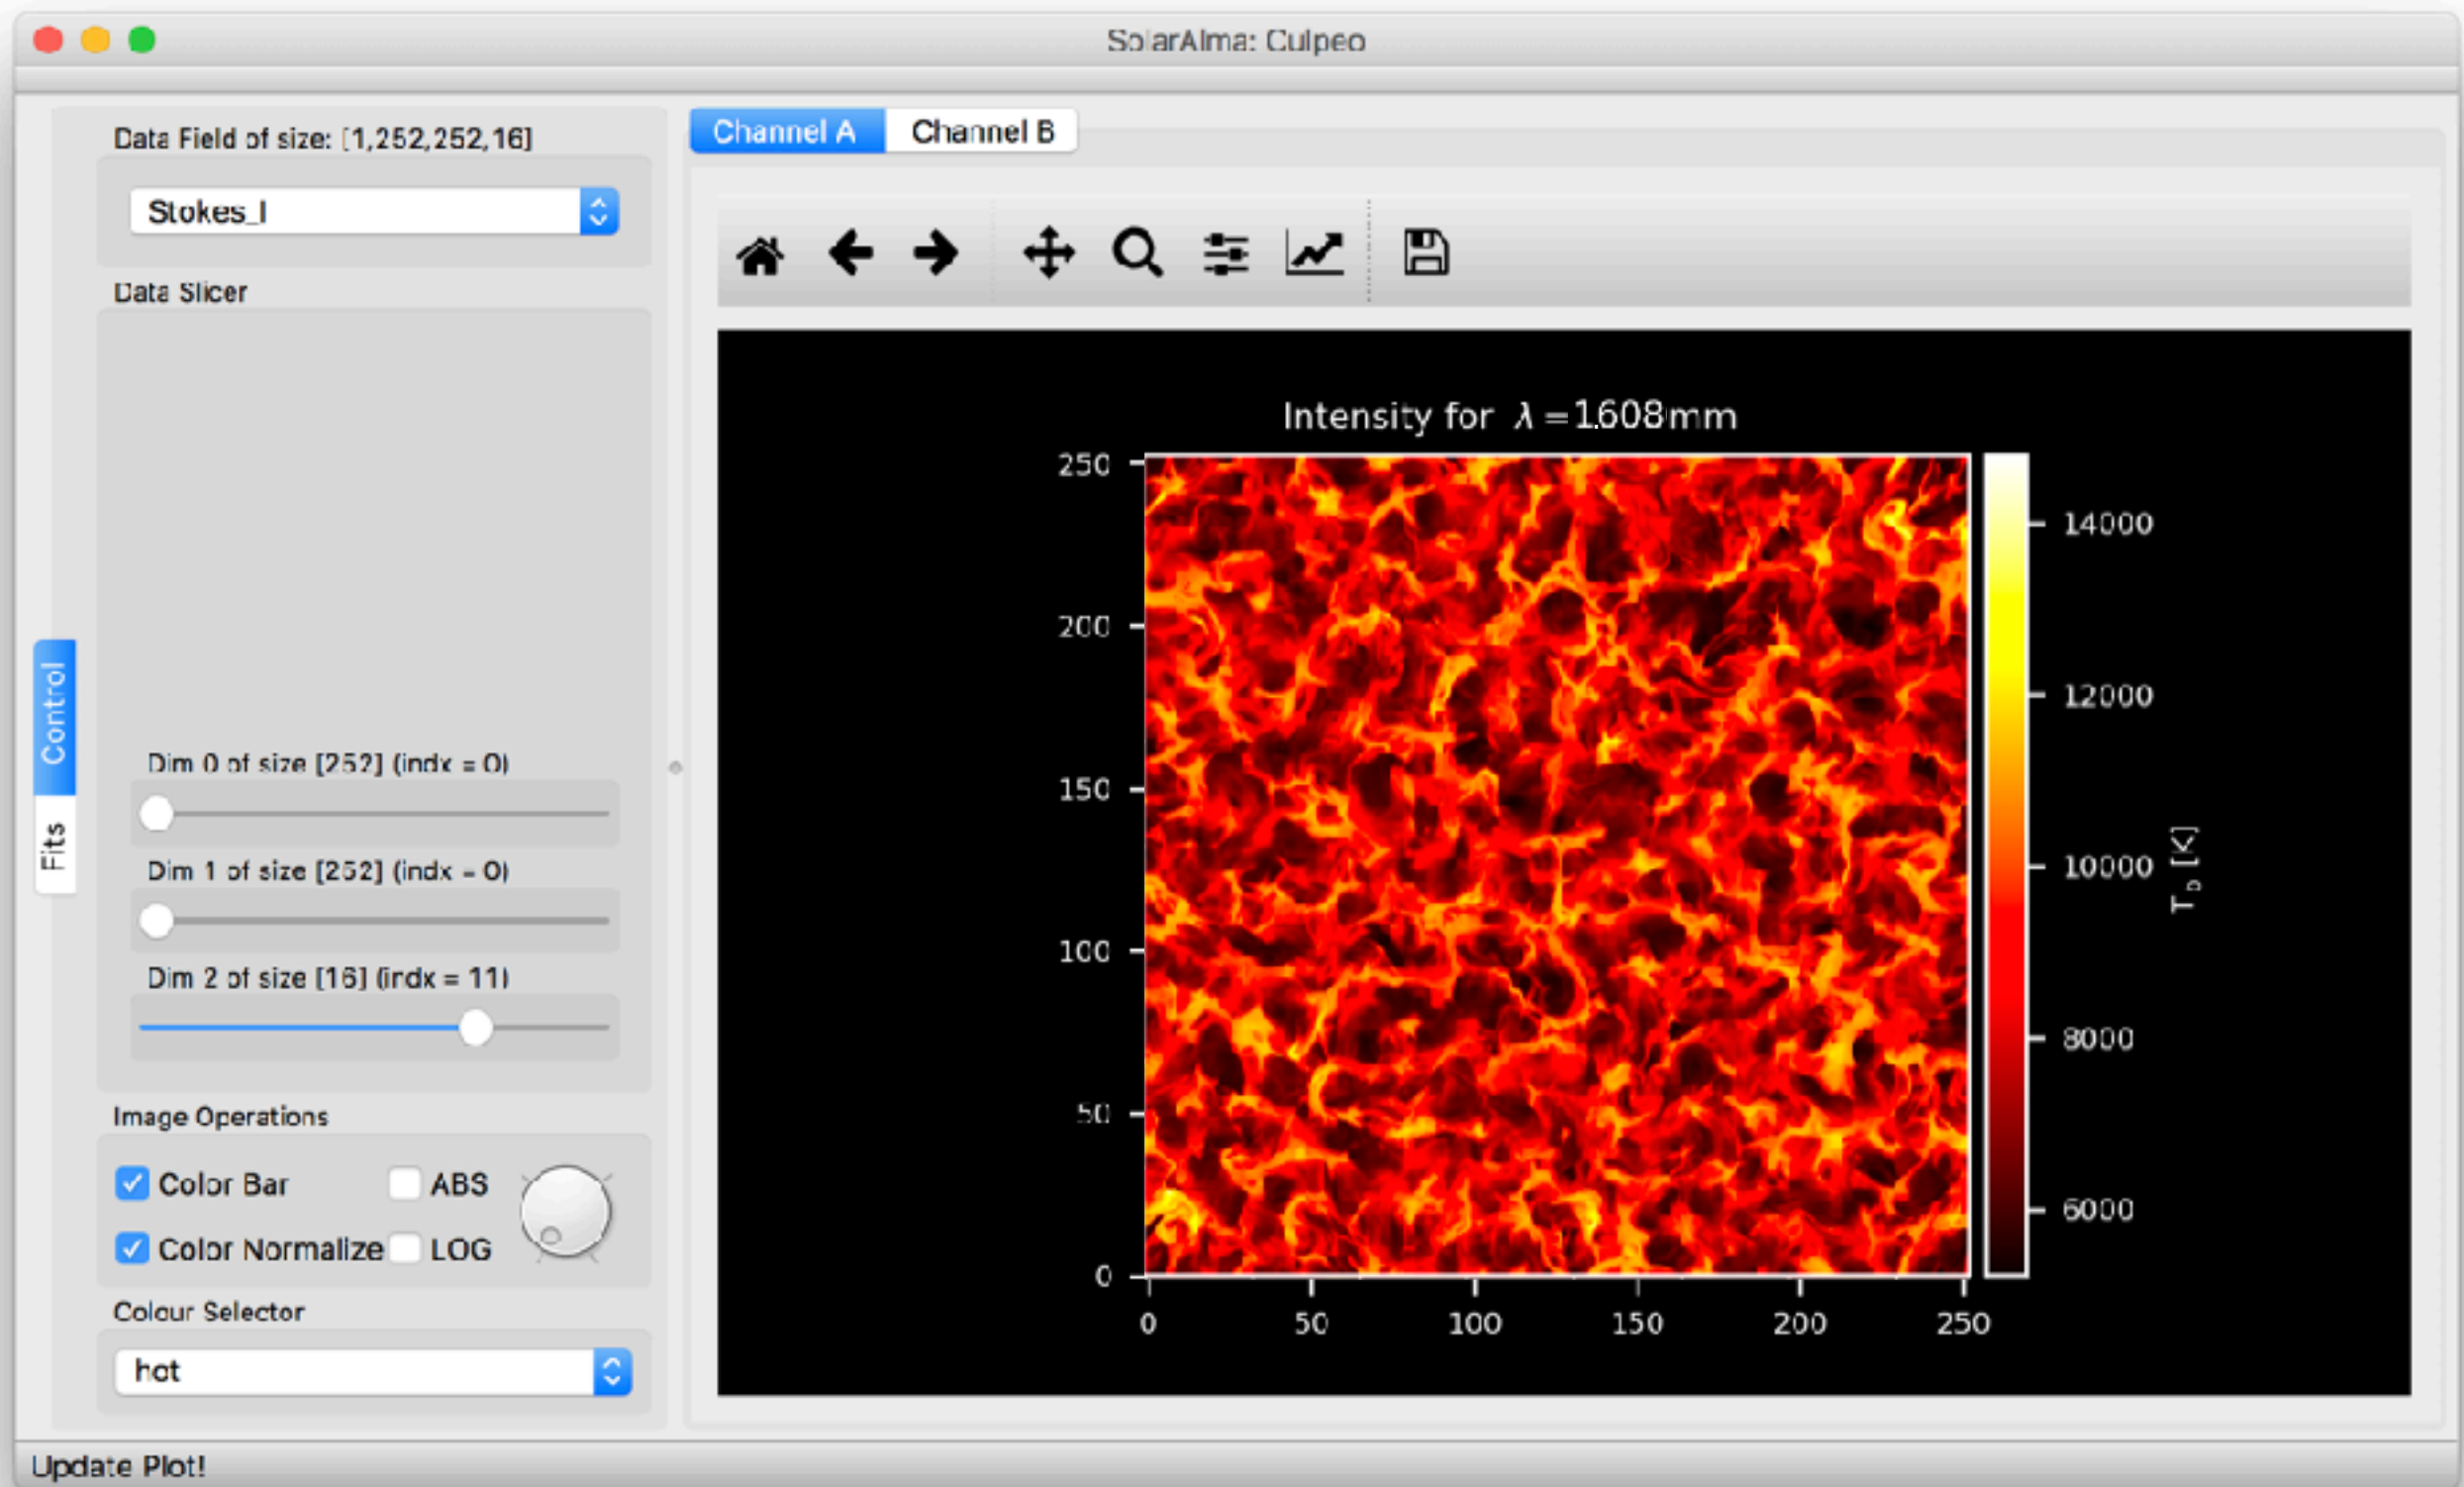 SolarAlma: Culpeo
Data Field of size: [1,252,252,16]
Stokes_I
Data Slicer
Dim 0 of size [252] (indx = 0)
Dim 1 of size [252] (indx = 0)
Dim 2 of size [16] (indx = 11)
Image Operations
Color Bar
ABS
Color Normalize
LOG
Colour Selector
hot
Control
Fits
Channel A
Channel B
Intensity for λ = 1.608mm
250
200
150
100
50
0
0
50
100
150
200
250
14000
12000
10000
8000
6000
T_b [K]
Update Plot!